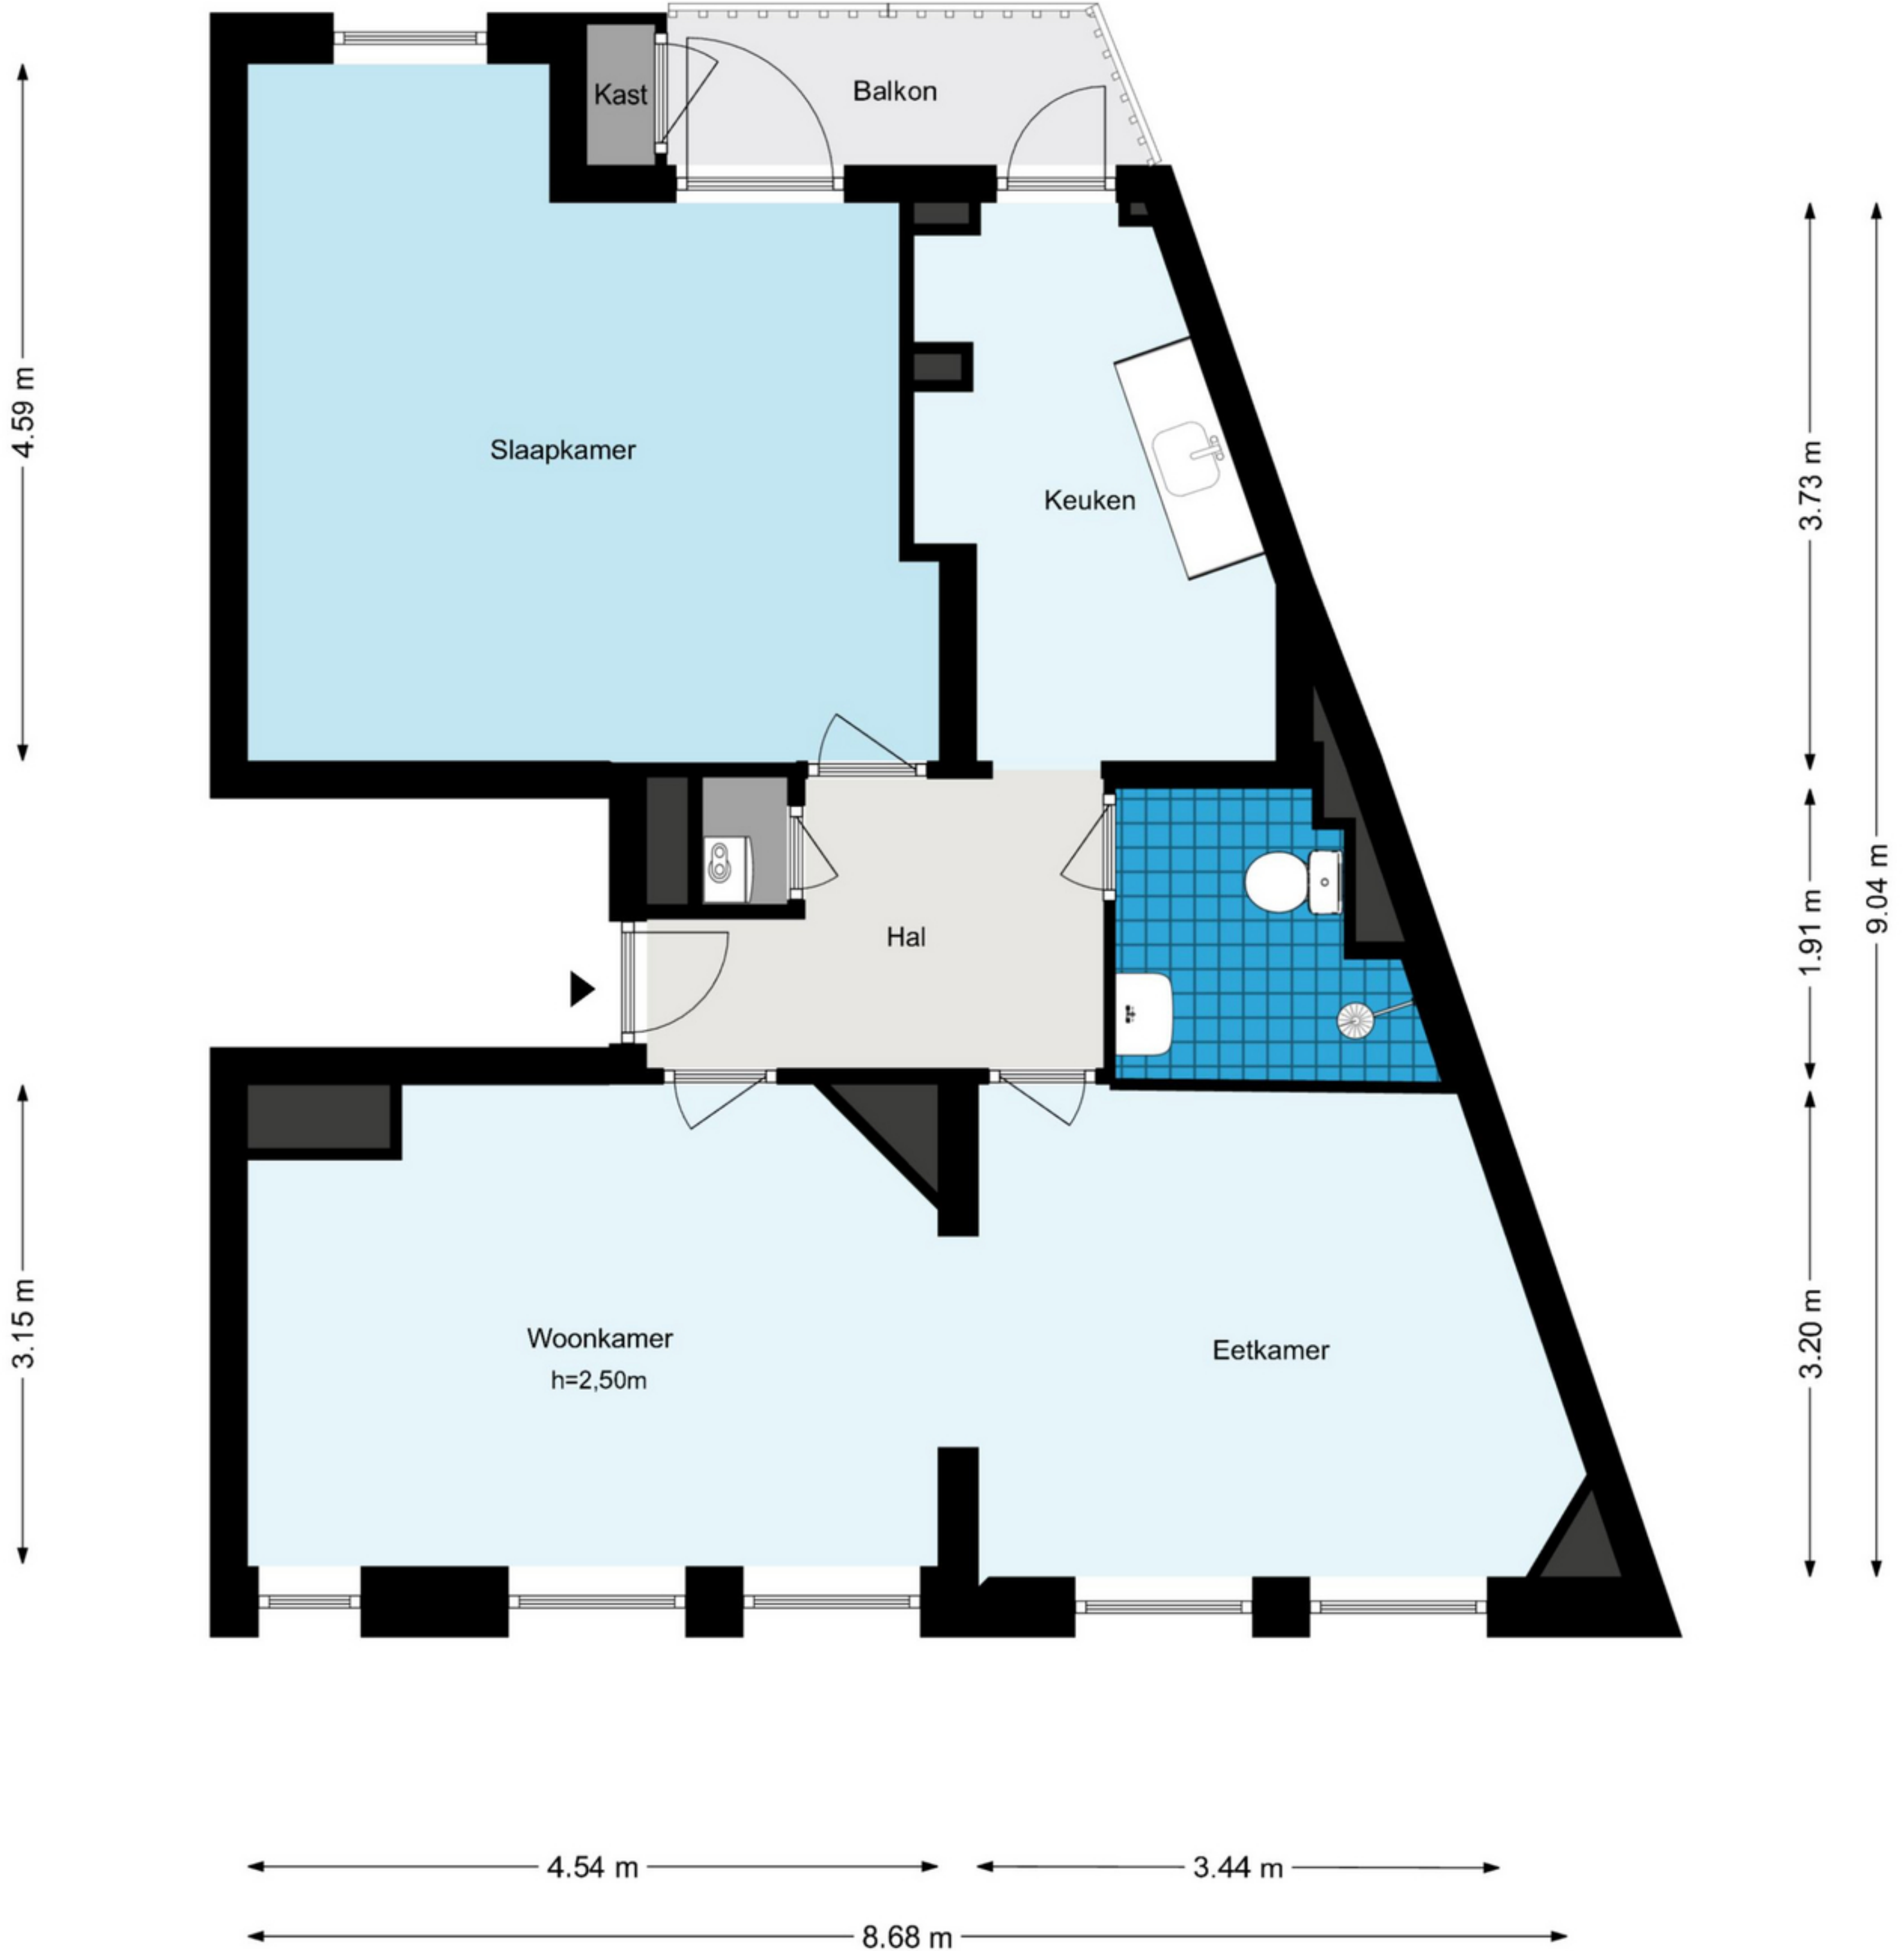 Kast
Balkon
4.59 m
Slaapkamer
Keuken
3.73 m
9.04 m
1.91 m
Hal
3.15 m
Woonkamer
h=2,50m
Eetkamer
3.20 m
4.54 m
3.44 m
8.68 m